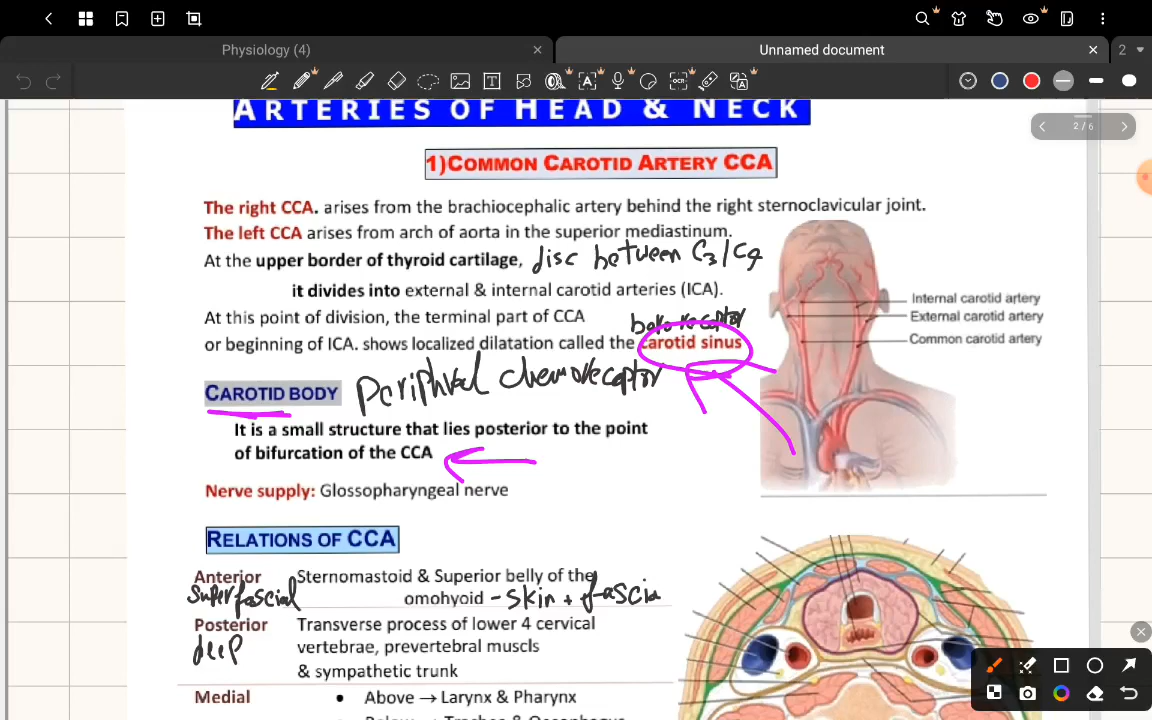 Physiology (4)
Unnamed document
2
2/6
ARTERIES OF HEAD & NECK
1)COMMON CAROTID ARTERY CCA
The right CCA. arises from the brachiocephalic artery behind the right sternoclavicular joint.
The left CCA arises from arch of aorta in the superior mediastinum.
At the upper border of thyroid cartilage, disc between C3/C4
it divides into external & internal carotid arteries (ICA).
At this point of division, the terminal part of CCA
or beginning of ICA. shows localized dilatation called the carotid sinus
CAROTID BODY periphral chemoreceptor
It is a small structure that lies posterior to the point
of bifurcation of the CCA
Nerve supply: Glossopharyngeal nerve
Internal carotid artery
External carotid artery
Common carotid artery
RELATIONS OF CCA
Anterior Sternomastoid & Superior belly of the
superfascial omohyoid - skin + fascia
Posterior Transverse process of lower 4 cervical
deep vertebrae, prevertebral muscls
& sympathetic trunk
Medial • Above → Larynx & Pharynx
• Below → Trachea & Oesophagus